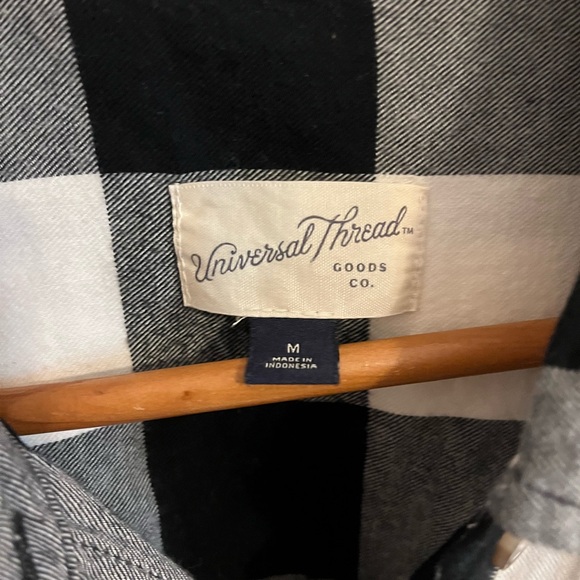 Universal Thread™
GOODS
CO.
M
MADE IN
INDONESIA